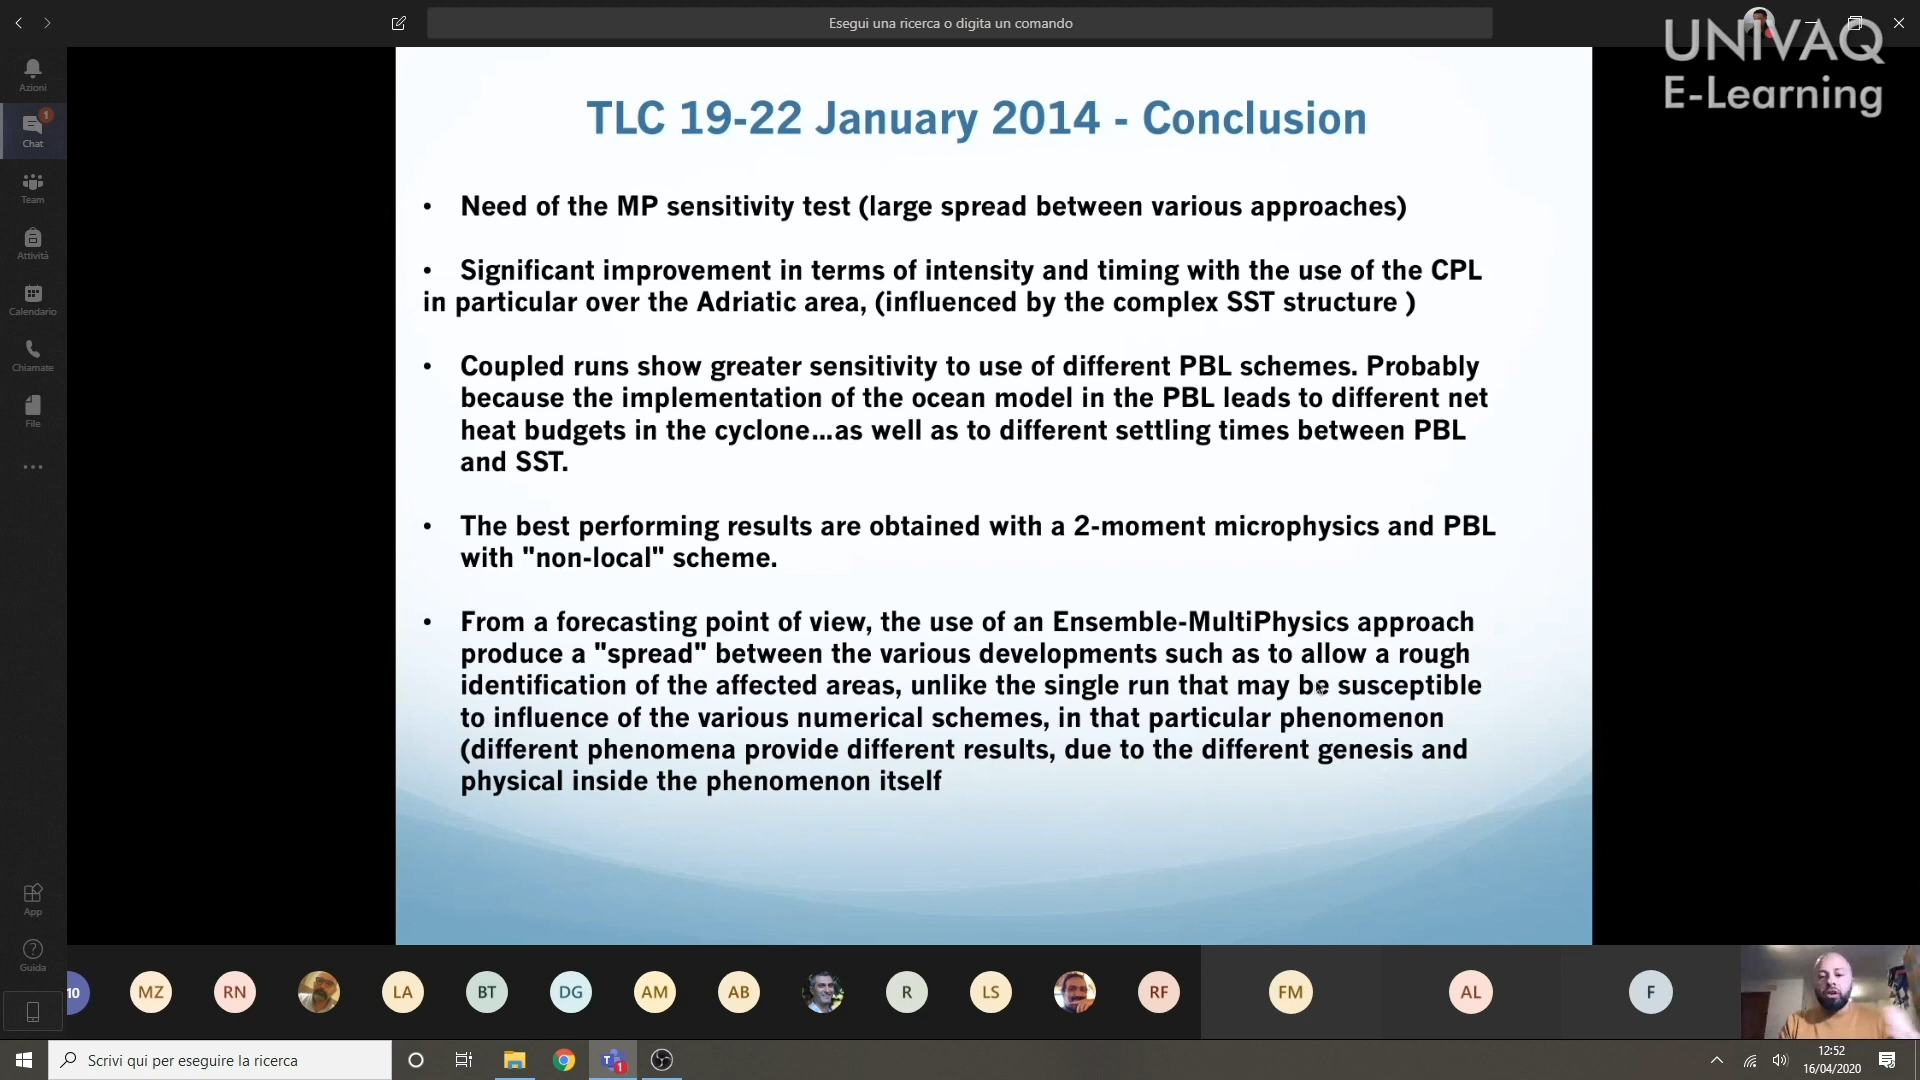 Esegui una ricerca o digita un comando
UNIVAQ
E-Learning
Azioni
1
Chat
Team
Attività
Calendario
Chiamate
File
App
Guida
TLC 19-22 January 2014 - Conclusion
• Need of the MP sensitivity test (large spread between various approaches)
• Significant improvement in terms of intensity and timing with the use of the CPL
in particular over the Adriatic area, (influenced by the complex SST structure )
• Coupled runs show greater sensitivity to use of different PBL schemes. Probably
because the implementation of the ocean model in the PBL leads to different net
heat budgets in the cyclone...as well as to different settling times between PBL
and SST.
• The best performing results are obtained with a 2-moment microphysics and PBL
with "non-local" scheme.
• From a forecasting point of view, the use of an Ensemble-MultiPhysics approach
produce a "spread" between the various developments such as to allow a rough
identification of the affected areas, unlike the single run that may be susceptible
to influence of the various numerical schemes, in that particular phenomenon
(different phenomena provide different results, due to the different genesis and
physical inside the phenomenon itself
10 MZ RN LA BT DG AM AB R LS RF FM AL F
Scrivi qui per eseguire la ricerca
T 1
12:52
16/04/2020